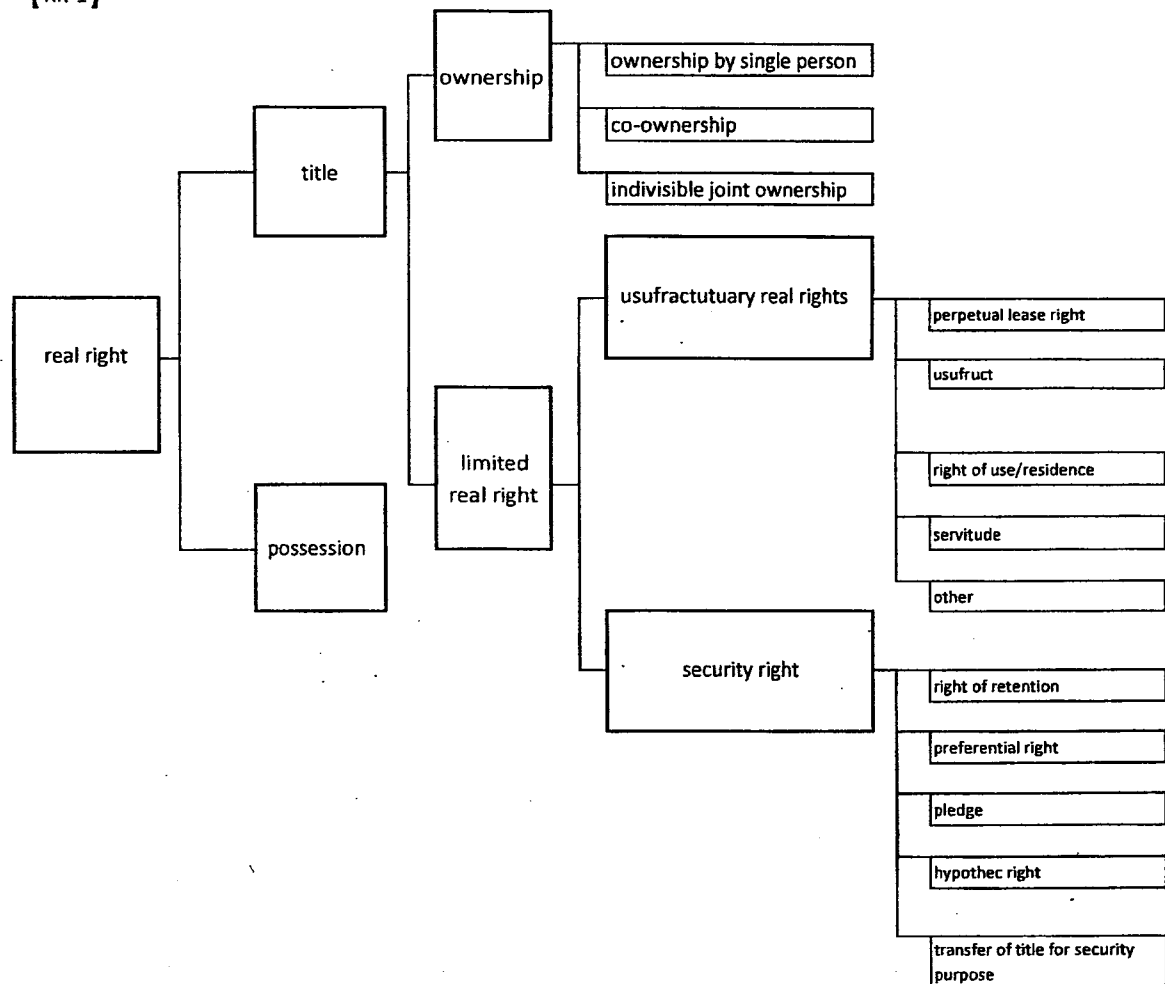 ownership
ownership by single person
co-ownership
indivisible joint ownership
title
usufractutuary real rights
perpetual lease right
usufruct
real right
right of use/residence
limited
real right
servitude
possession
other
security right
right of retention
preferential right
pledge
hypothec right
transfer of title for security
purpose